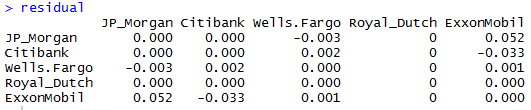 > residual
JP_Morgan Citibank Wells.Fargo Royal_Dutch ExxonMobil
JP_Morgan 0.000 0.000 -0.003 0 0.052
Citibank 0.000 0.000 0.002 0 -0.033
Wells.Fargo -0.003 0.002 0.000 0 0.001
Royal_Dutch 0.000 0.000 0.000 0 0.000
ExxonMobil 0.052 -0.033 0.001 0 0.000